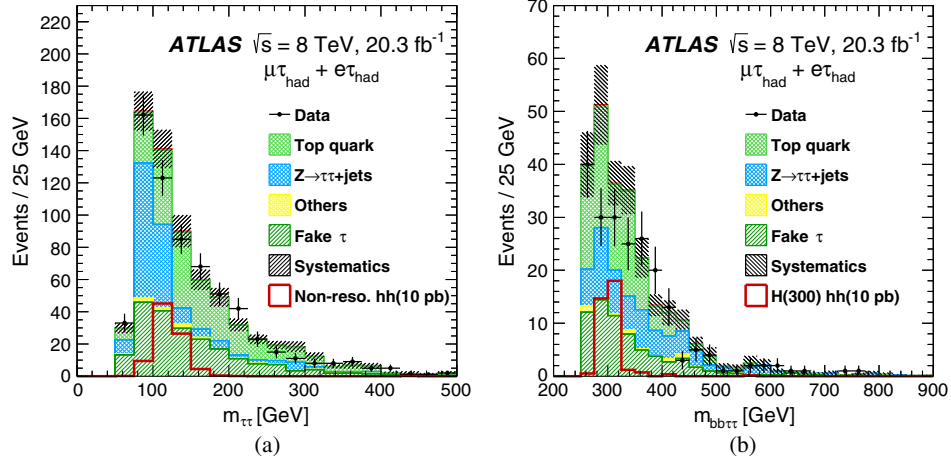 Events / 25 GeV
220
200
180
160
140
120
100
80
60
40
20
0
ATLAS √s = 8 TeV, 20.3 fb⁻¹
μτhad + eτhad
Data
Top quark
Z→ττ+jets
Others
Fake τ
Systematics
Non-reso. hh(10 pb)
0 100 200 300 400 500
mττ [GeV]
(a)
Events / 25 GeV
70
60
50
40
30
20
10
0
ATLAS √s = 8 TeV, 20.3 fb⁻¹
μτhad + eτhad
Data
Top quark
Z→ττ+jets
Others
Fake τ
Systematics
H(300) hh(10 pb)
200 300 400 500 600 700 800 900
mbbττ [GeV]
(b)